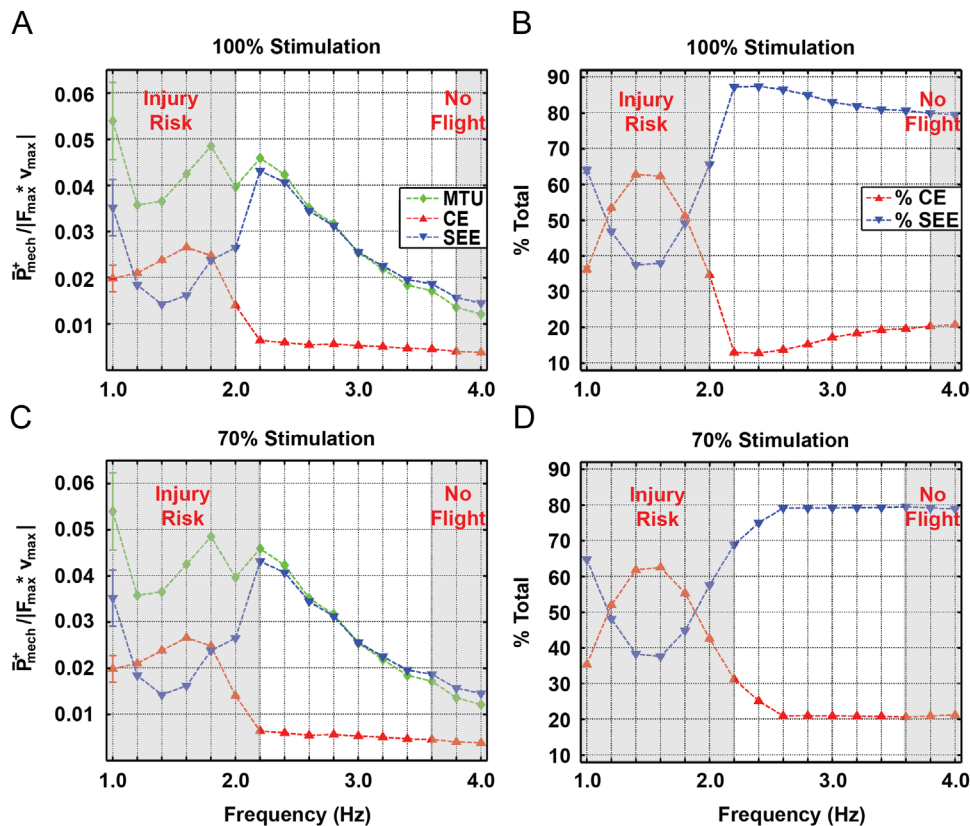 A
100% Stimulation
P̄⁺mech /|Fmax* vmax|
0.06
0.05
0.04
0.03
0.02
0.01
Injury
Risk
No
Flight
MTU
CE
SEE
1.0 2.0 3.0 4.0
B
100% Stimulation
% Total
90
80
70
60
50
40
30
20
10
Injury
Risk
No
Flight
% CE
% SEE
1.0 2.0 3.0 4.0
C
70% Stimulation
P̄⁺mech /|Fmax* vmax|
0.06
0.05
0.04
0.03
0.02
0.01
Injury
Risk
No
Flight
1.0 2.0 3.0 4.0
Frequency (Hz)
D
70% Stimulation
% Total
90
80
70
60
50
40
30
20
10
Injury
Risk
No
Flight
1.0 2.0 3.0 4.0
Frequency (Hz)